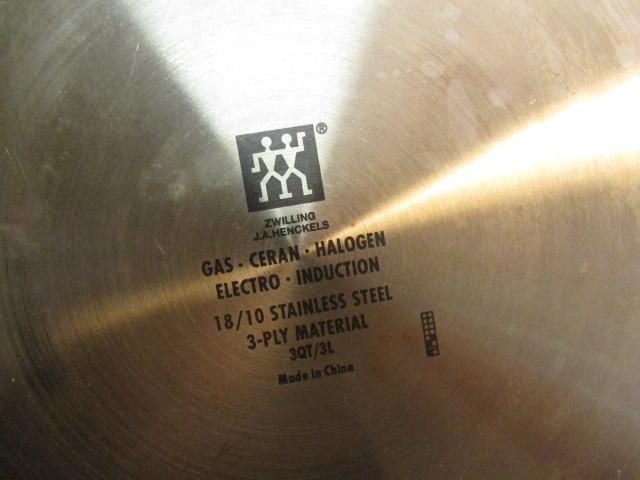 ®
ZWILLING
J.A.HENCKELS
GAS · CERAN · HALOGEN
ELECTRO · INDUCTION
18/10 STAINLESS STEEL
3-PLY MATERIAL
3QT/3L
Made in China